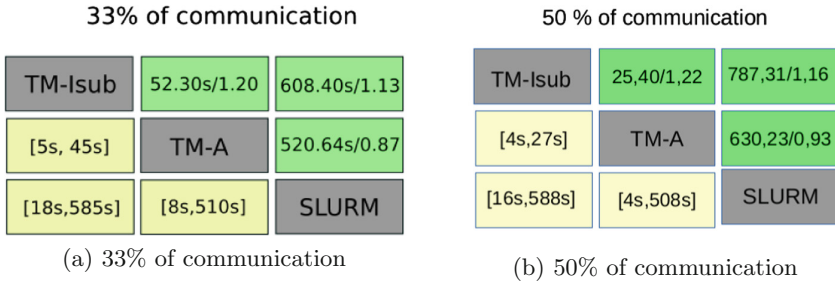 33% of communication
TM-Isub 52.30s/1.20 608.40s/1.13
[5s, 45s] TM-A 520.64s/0.87
[18s,585s] [8s,510s] SLURM
(a) 33% of communication
50 % of communication
TM-Isub 25,40/1,22 787,31/1,16
[4s,27s] TM-A 630,23/0,93
[16s,588s] [4s,508s] SLURM
(b) 50% of communication